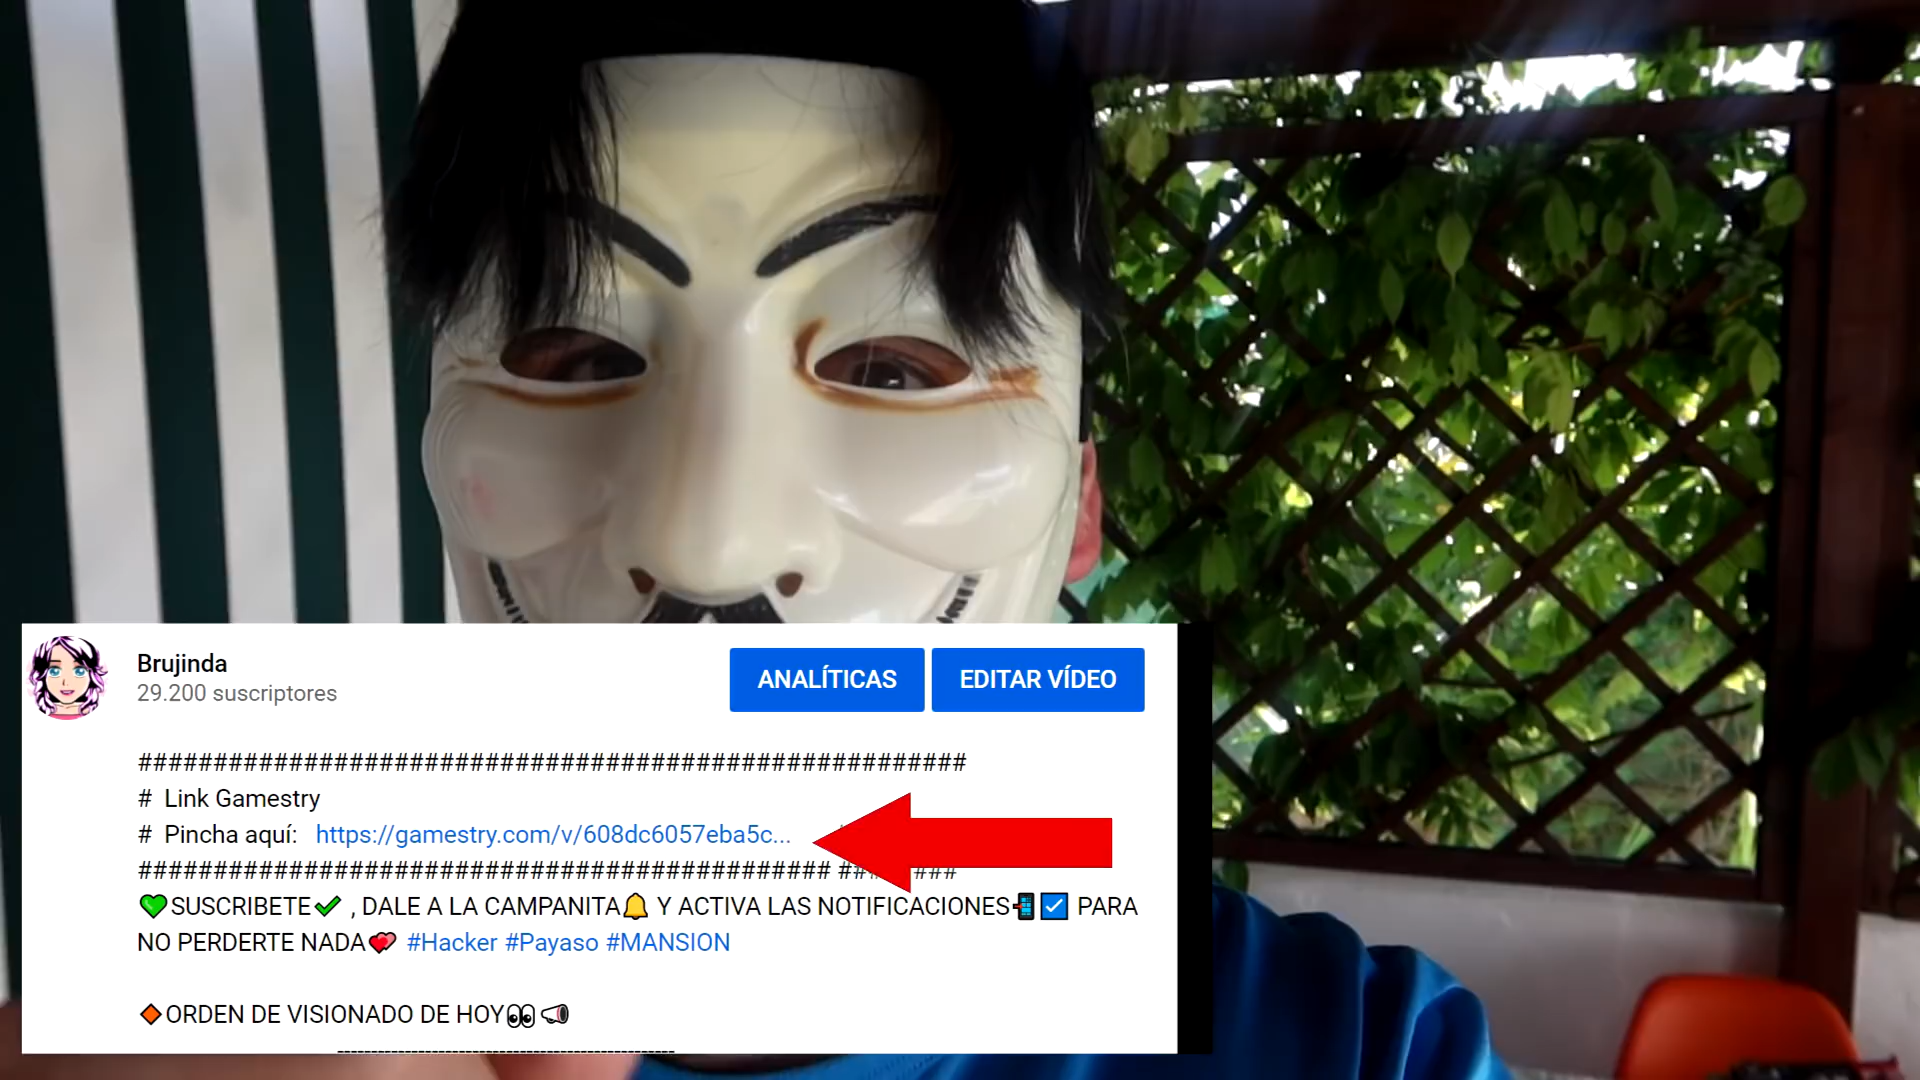 Brujinda
29.200 suscriptores
ANALÍTICAS
EDITAR VÍDEO
#######################################################
# Link Gamestry
# Pincha aquí: https://gamestry.com/v/608dc6057eba5c...
############################################## ########
💚SUSCRIBETE✔ , DALE A LA CAMPANITA🔔 Y ACTIVA LAS NOTIFICACIONES📲☑ PARA
NO PERDERTE NADA💕 #Hacker #Payaso #MANSION
🔸ORDEN DE VISIONADO DE HOY👀📢
--------------------------------------------------